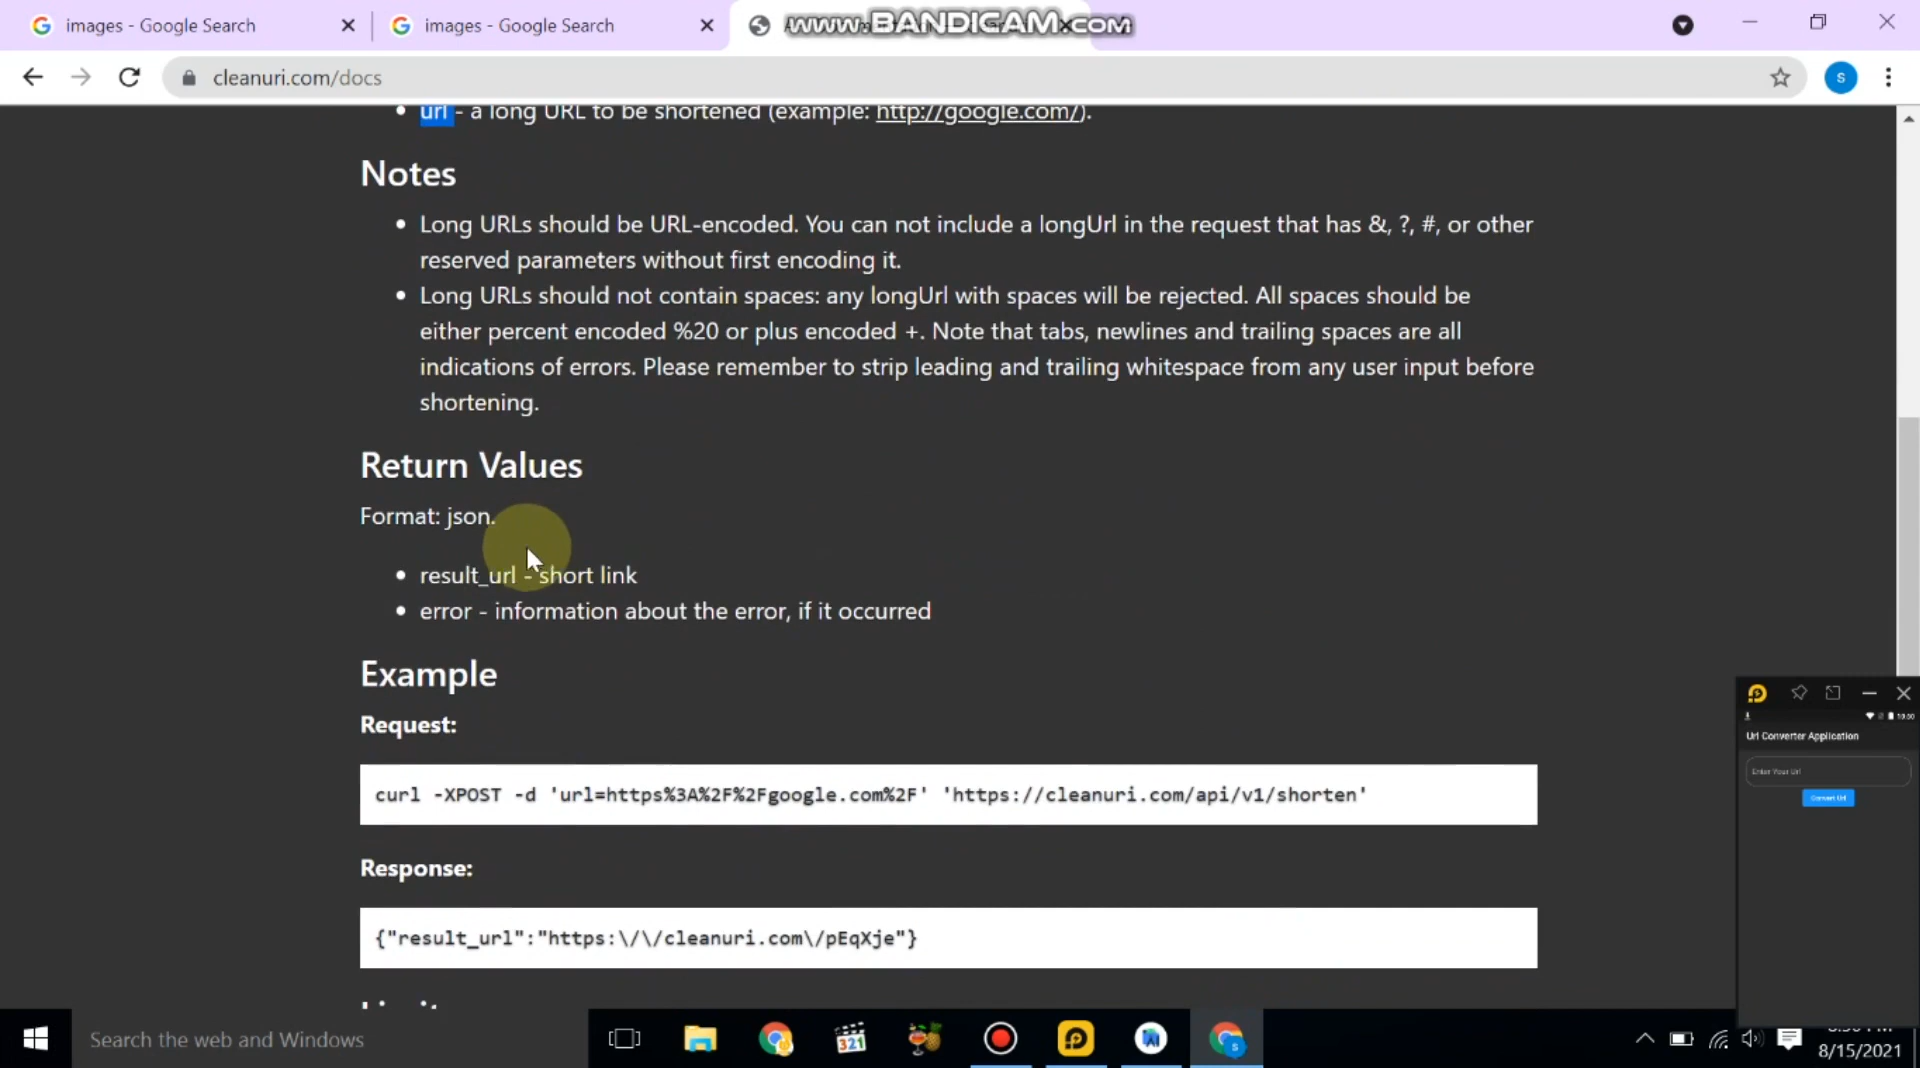 images - Google Search
images - Google Search
www.BANDICAM.com
cleanuri.com/docs
S
• url - a long URL to be shortened (example: http://google.com/).
Notes
• Long URLs should be URL-encoded. You can not include a longUrl in the request that has &, ?, #, or other
reserved parameters without first encoding it.
• Long URLs should not contain spaces: any longUrl with spaces will be rejected. All spaces should be
either percent encoded %20 or plus encoded +. Note that tabs, newlines and trailing spaces are all
indications of errors. Please remember to strip leading and trailing whitespace from any user input before
shortening.
Return Values
Format: json.
• result_url - short link
• error - information about the error, if it occurred
Example
Request:
curl -XPOST -d 'url=https%3A%2F%2Fgoogle.com%2F' 'https://cleanuri.com/api/v1/shorten'
Response:
{"result_url":"https:\/\/cleanuri.com\/pEqXje"}
Url Converter Application
Enter Your Url
Convert Url
Search the web and Windows
321
8/15/2021